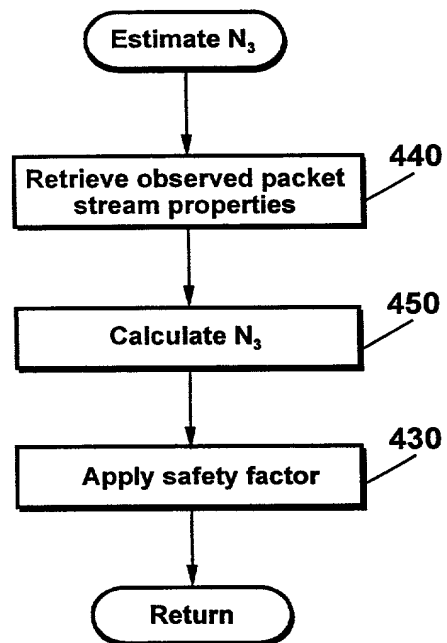 Estimate N₃
Retrieve observed packet
stream properties
440
Calculate N₃
450
Apply safety factor
430
Return